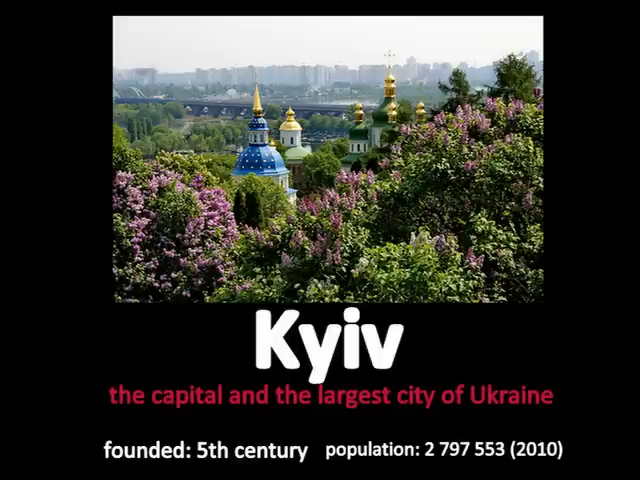 Kyiv
the capital and the largest city of Ukraine
founded: 5th century population: 2 797 553 (2010)